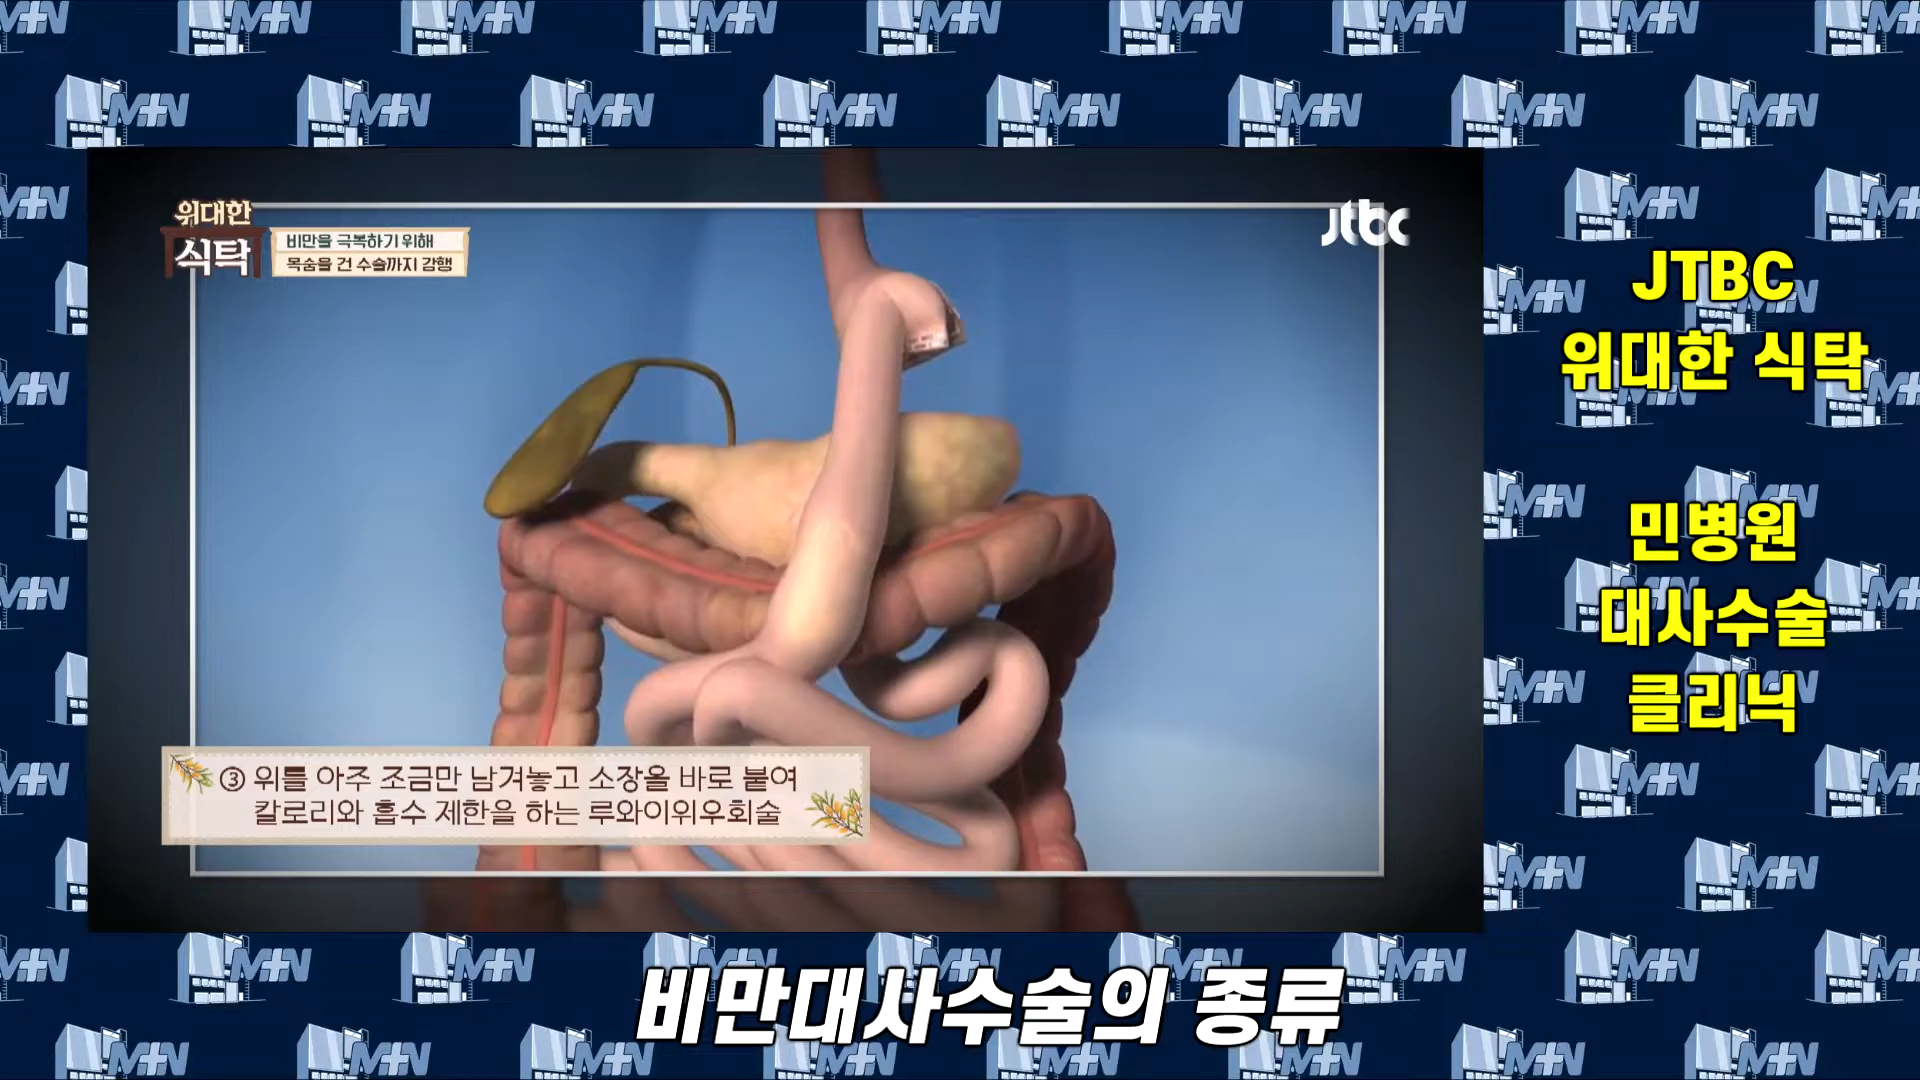 위대한
식탁
비만을 극복하기 위해
목숨을 건 수술까지 감행
JTBC
JTBC
위대한 식탁
민병원
대사수술
클리닉
③ 위를 아주 조금만 남겨놓고 소장을 바로 붙여
칼로리와 흡수 제한을 하는 루와이위우회술
비만대사수술의 종류
M+N